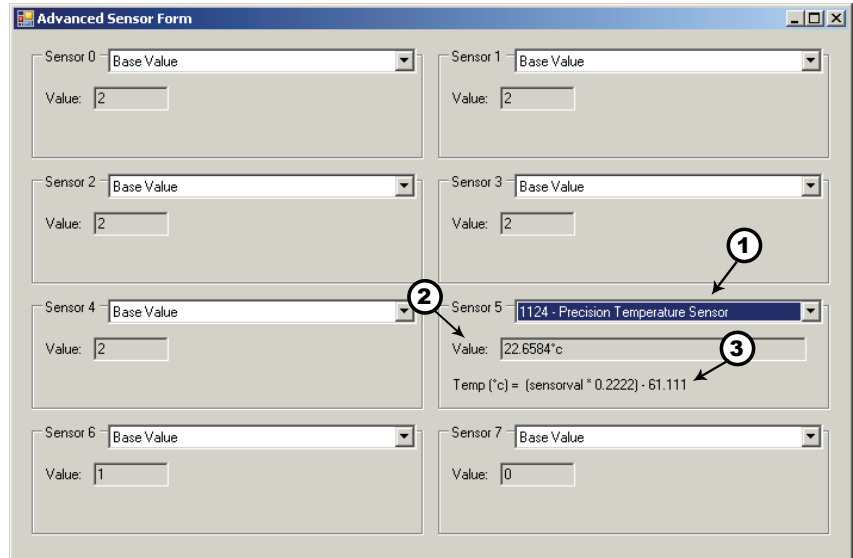 Advanced Sensor Form
Sensor 0 Base Value
Value: 2
Sensor 1 Base Value
Value: 2
Sensor 2 Base Value
Value: 2
Sensor 3 Base Value
Value: 2
1
Sensor 4 Base Value
Value: 2
2
Sensor 5 1124 - Precision Temperature Sensor
Value: 22.6584°c
3
Temp (°c) = (sensorval * 0.2222) - 61.111
Sensor 6 Base Value
Value: 1
Sensor 7 Base Value
Value: 0